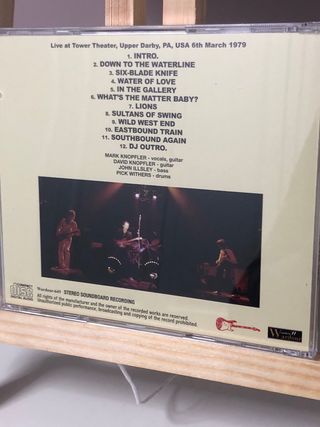 Live at Tower Theater, Upper Darby, PA, USA 6th March 1979
1. INTRO.
2. DOWN TO THE WATERLINE
3. SIX-BLADE KNIFE
4. WATER OF LOVE
5. IN THE GALLERY
6. WHAT'S THE MATTER BABY?
7. LIONS
8. SULTANS OF SWING
9. WILD WEST END
10. EASTBOUND TRAIN
11. SOUTHBOUND AGAIN
12. DJ OUTRO.
MARK KNOPFLER - vocals, guitar
DAVID KNOPFLER - guitar
JOHN ILLSLEY - bass
PICK WITHERS - drums
STEREO SOUNDBOARD RECORDING
All rights of the manufacturer and the owner of the recorded works are reserved.
Unauthorized public performance, broadcasting and copying of the record prohibited.
COMPACT
disc
DIGITAL AUDIO